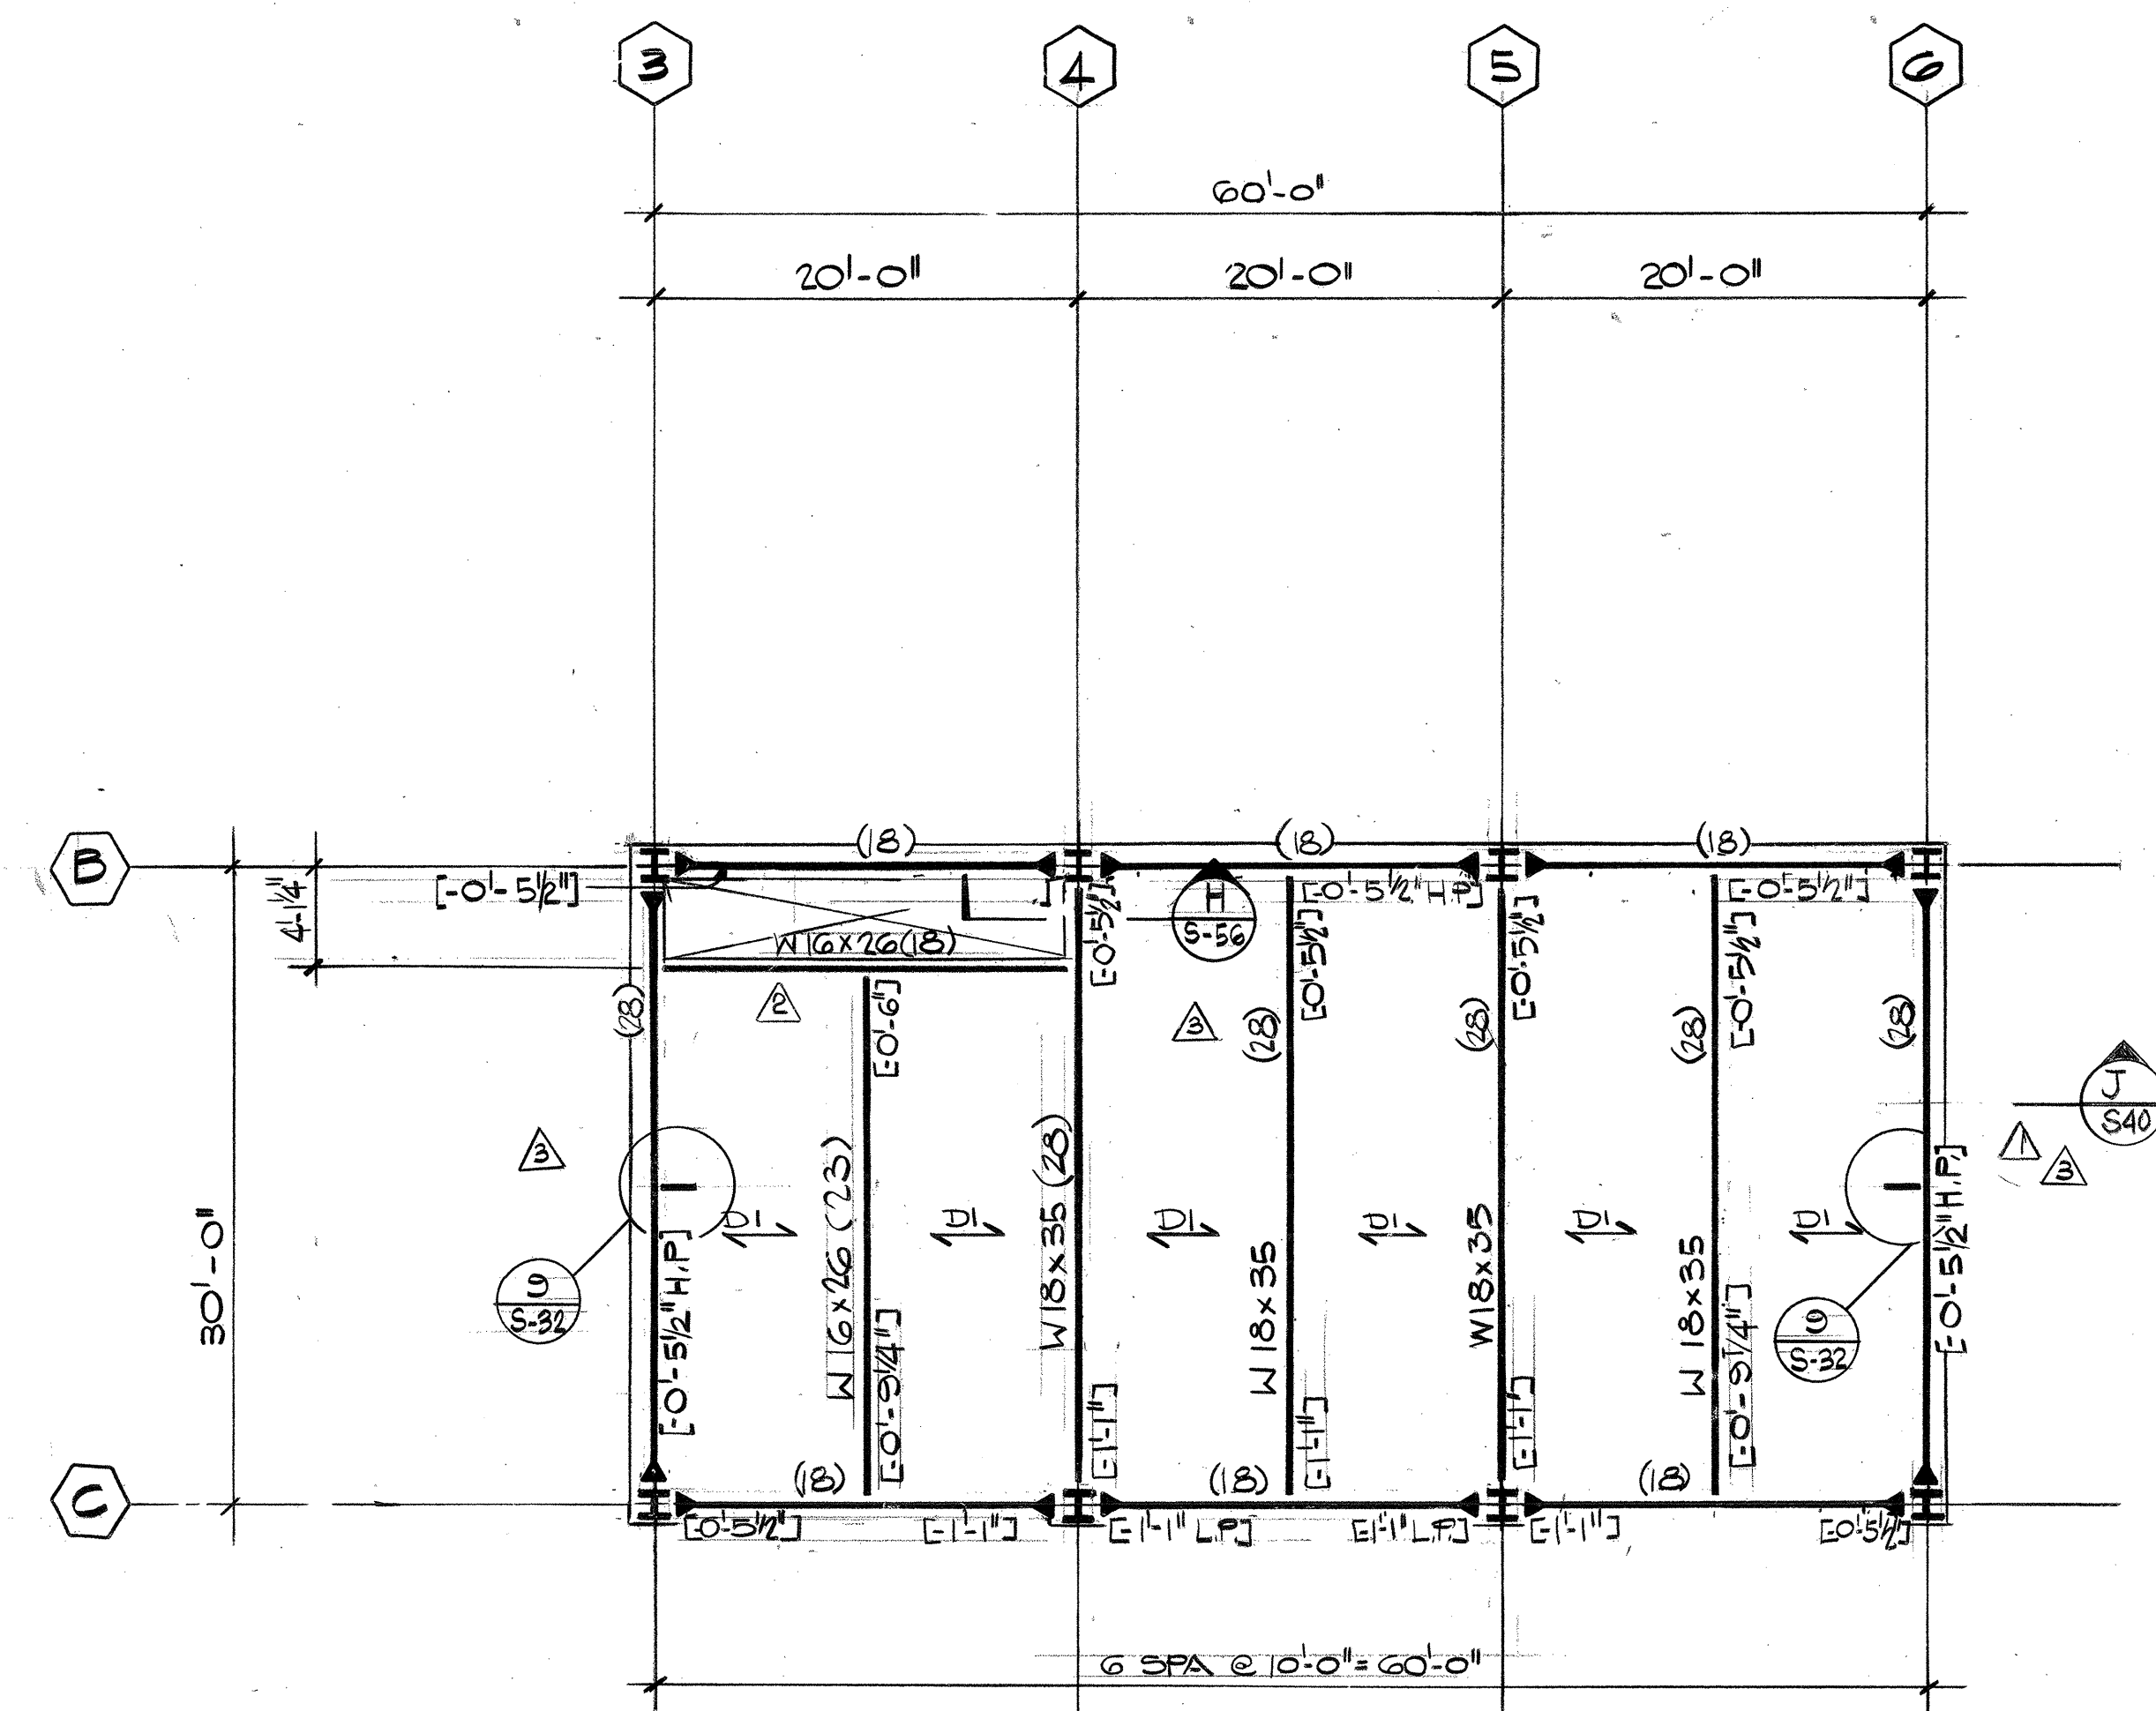 3
4
5
6
60'-0"
20'-0"
20'-0"
20'-0"
B
(18)
(18)
(18)
4'-1¼"
[-0'-5½"]
[-0'-5½"]
H
S-56
[-0'-5½" H.P.]
[-0'-5½"]
[-0'-5½"]
[-0'-5½"]
[-0'-5½"]
W16x26(18)
2
[-0'-6"]
3
(28)
(28)
(28)
(28)
(28)
J
S40
1
3
3
30'-0"
D1
D1
D1
D1
D1
D1
W16x26 (23)
W18x35 (28)
W18x35
W18x35
W18x35
[-0'-5½" H.P.]
9
S-32
9
S-32
[-0'-5½" H.P]
[-0'-9¼"]
[-1'-1"]
[-1'-1"]
[-1'-1"]
[-0'-9¼"]
C
(18)
(18)
(18)
[-0'5½"]
[-1'-1"]
[-1'-1" L.P.]
[-1'-1" L.P.]
[-1'-1"]
[-0'5½"]
6 SPA @ 10'-0"= 60'-0"